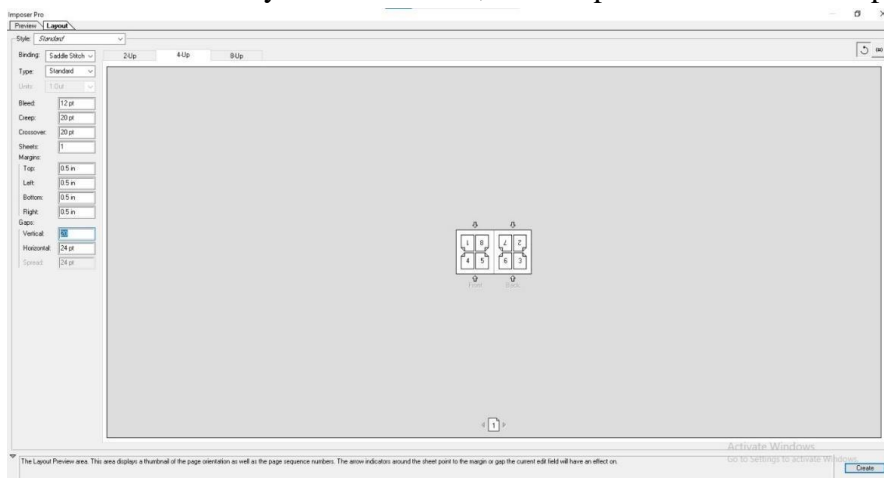 Imposer Pro
Preview Layout
Style: Standard
Binding: Saddle Stitch
2-Up 4-Up 8-Up
Type: Standard
Units: 1 Out
Bleed: 12 pt
Creep: 20 pt
Crossover: 20 pt
Sheets: 1
Margins:
Top: 0.5 in
Left: 0.5 in
Bottom: 0.5 in
Right: 0.5 in
Gaps:
Vertical: 20
Horizontal: 24 pt
Spread: 24 pt
1 8 7 2
4 5 6 3
Front Back
1
Activate Windows
Go to Settings to activate Windows.
The Layout Preview area. This area displays a thumbnail of the page orientation as well as the page sequence numbers. The arrow indicators around the sheet point to the margin or gap the current edit field will have an effect on.
Create